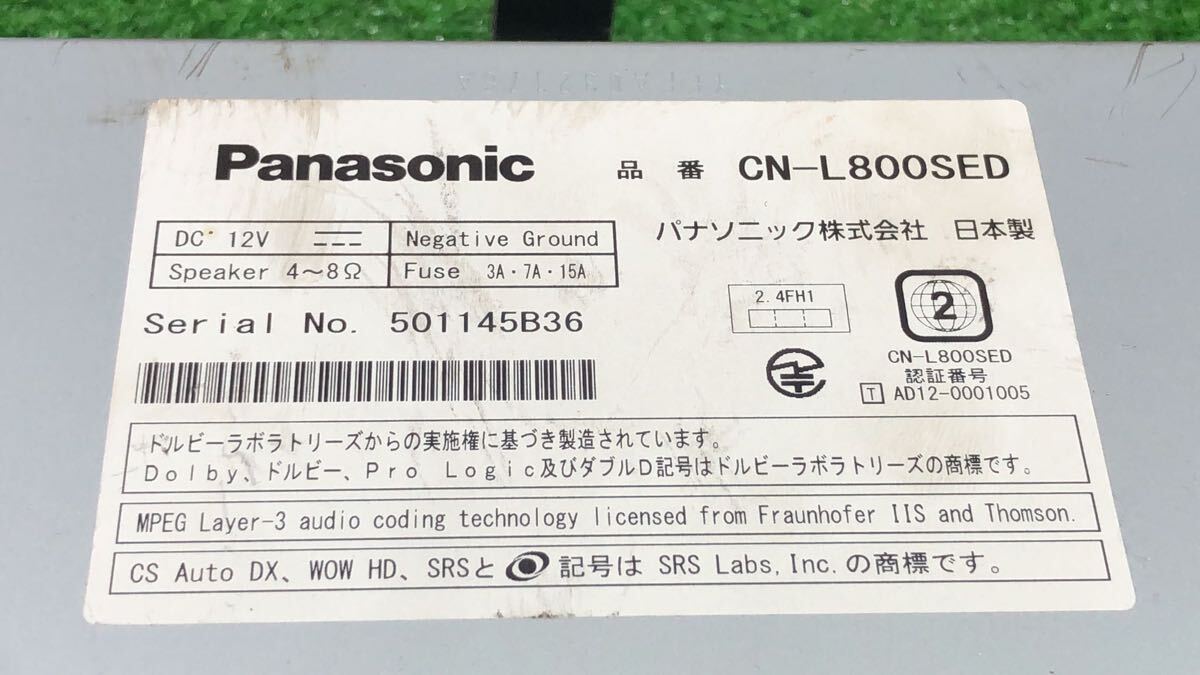 Panasonic 品番 CN-L800SED
パナソニック株式会社 日本製
DC 12V Negative Ground
Speaker 4～8Ω Fuse 3A・7A・15A
Serial No. 501145B36
2.4FH1
2
CN-L800SED
認証番号
T AD12-0001005
ドルビーラボラトリーズからの実施権に基づき製造されています。
Dolby、ドルビー、Pro Logic及びダブルD記号はドルビーラボラトリーズの商標です。
MPEG Layer-3 audio coding technology licensed from Fraunhofer IIS and Thomson.
CS Auto DX、WOW HD、SRSと 記号は SRS Labs,Inc.の商標です。